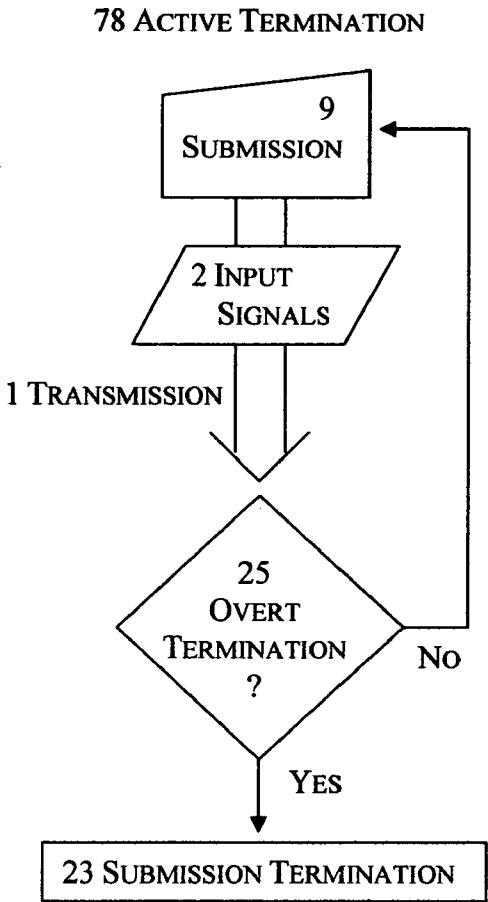 78 ACTIVE TERMINATION
9
SUBMISSION
2 INPUT
SIGNALS
1 TRANSMISSION
25
OVERT
TERMINATION
?
NO
YES
23 SUBMISSION TERMINATION